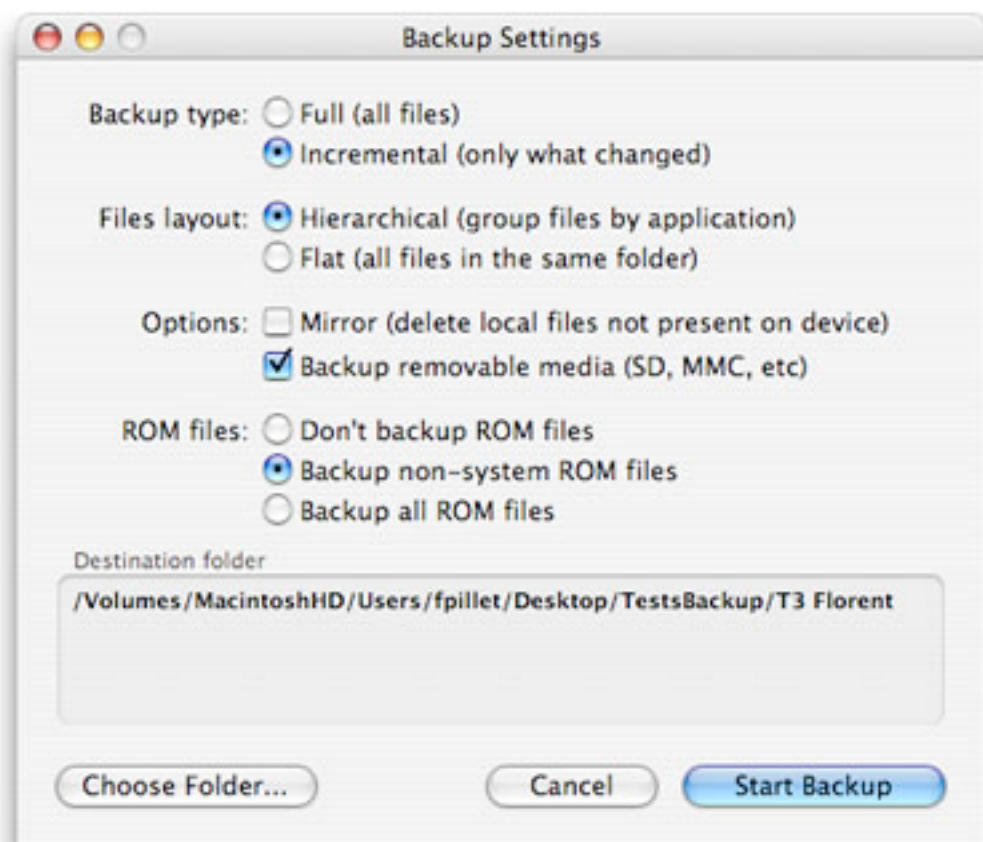 Backup Settings
Backup type: Full (all files)
Incremental (only what changed)
Files layout: Hierarchical (group files by application)
Flat (all files in the same folder)
Options: Mirror (delete local files not present on device)
Backup removable media (SD, MMC, etc)
ROM files: Don't backup ROM files
Backup non-system ROM files
Backup all ROM files
Destination folder
/Volumes/MacintoshHD/Users/fpillet/Desktop/TestsBackup/T3 Florent
Choose Folder... Cancel Start Backup